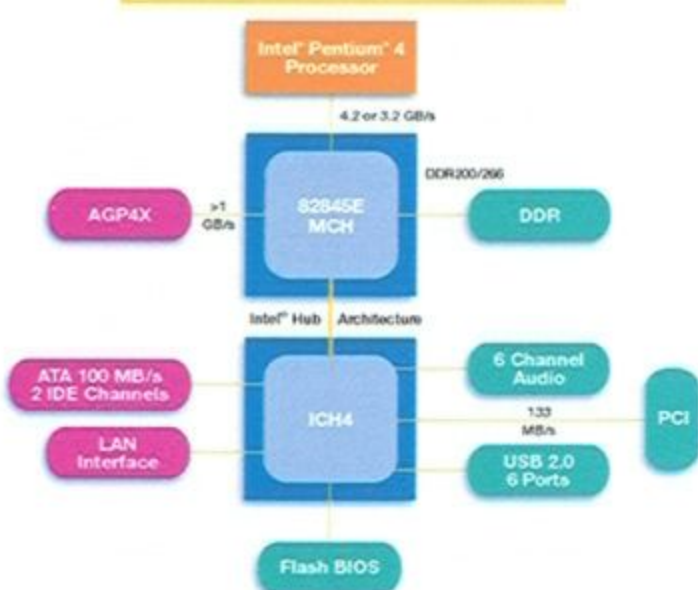 Intel® Pentium® 4
Processor
4.2 or 3.2 GB/s
DDR200/266
AGP4X
>1
GB/s
82845E
MCH
DDR
Intel® Hub Architecture
ATA 100 MB/s
2 IDE Channels
6 Channel
Audio
ICH4
133
MB/s
PCI
LAN
Interface
USB 2.0
6 Ports
Flash BIOS